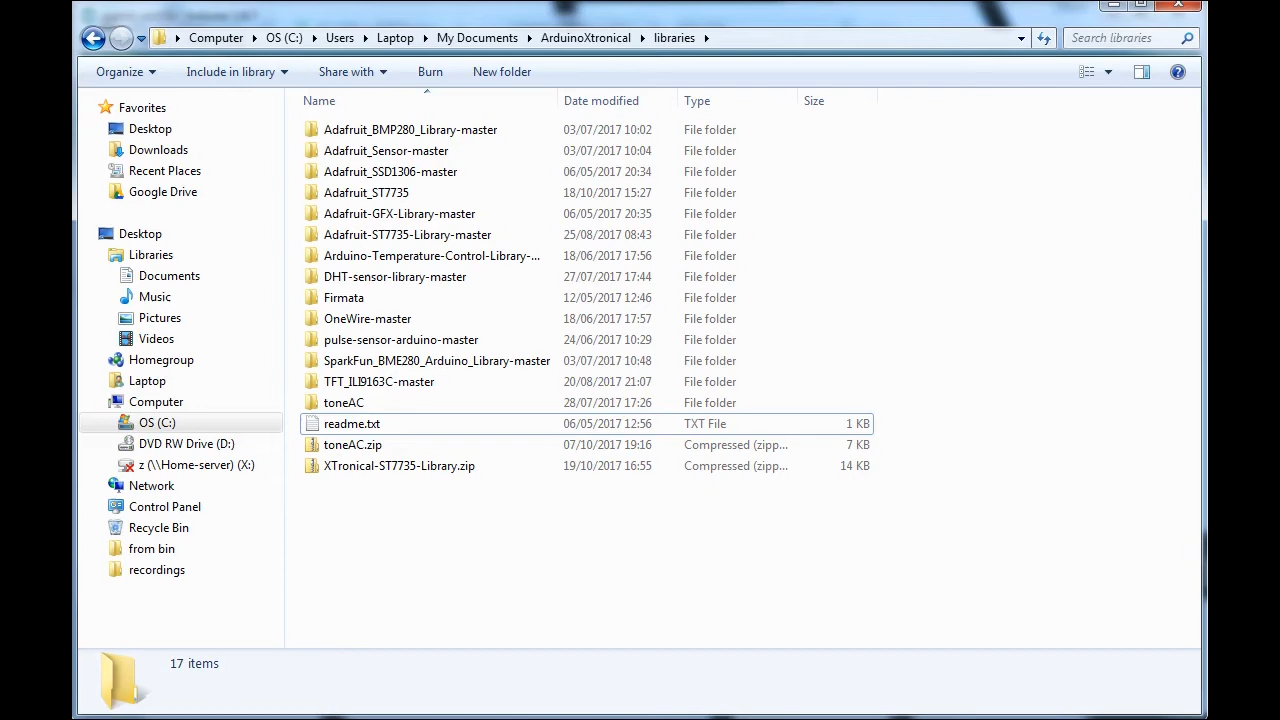 Computer OS (C:) Users Laptop My Documents ArduinoXtronical libraries Search libraries
Organize Include in library Share with Burn New folder
Name Date modified Type Size
Favorites
Desktop
Downloads
Recent Places
Google Drive
Desktop
Libraries
Documents
Music
Pictures
Videos
Homegroup
Laptop
Computer
OS (C:)
DVD RW Drive (D:)
z (\\Home-server) (X:)
Network
Control Panel
Recycle Bin
from bin
recordings
Adafruit_BMP280_Library-master 03/07/2017 10:02 File folder
Adafruit_Sensor-master 03/07/2017 10:04 File folder
Adafruit_SSD1306-master 06/05/2017 20:34 File folder
Adafruit_ST7735 18/10/2017 15:27 File folder
Adafruit-GFX-Library-master 06/05/2017 20:35 File folder
Adafruit-ST7735-Library-master 25/08/2017 08:43 File folder
Arduino-Temperature-Control-Library-... 18/06/2017 17:56 File folder
DHT-sensor-library-master 27/07/2017 17:44 File folder
Firmata 12/05/2017 12:46 File folder
OneWire-master 18/06/2017 17:57 File folder
pulse-sensor-arduino-master 24/06/2017 10:29 File folder
SparkFun_BME280_Arduino_Library-master 03/07/2017 10:48 File folder
TFT_ILI9163C-master 20/08/2017 21:07 File folder
toneAC 28/07/2017 17:26 File folder
readme.txt 06/05/2017 12:56 TXT File 1 KB
toneAC.zip 07/10/2017 19:16 Compressed (zipp... 7 KB
XTronical-ST7735-Library.zip 19/10/2017 16:55 Compressed (zipp... 14 KB
17 items